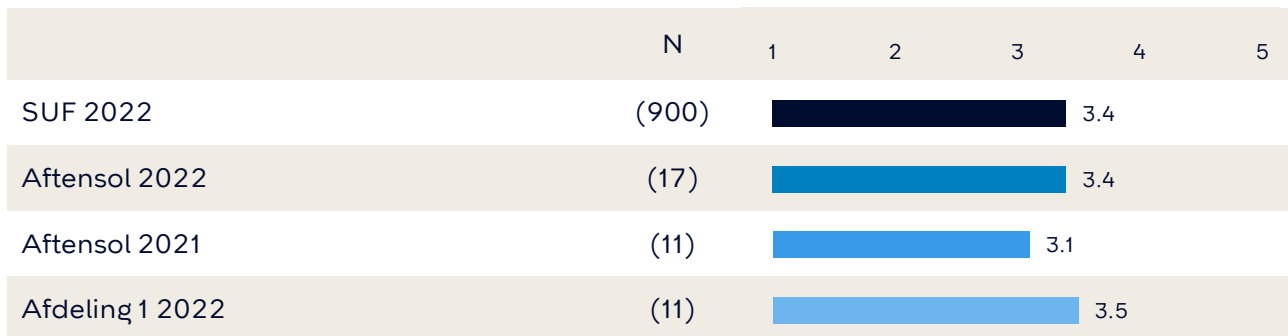 N 1 2 3 4 5
SUF 2022 (900) 3.4
Aftensol 2022 (17) 3.4
Aftensol 2021 (11) 3.1
Afdeling 1 2022 (11) 3.5